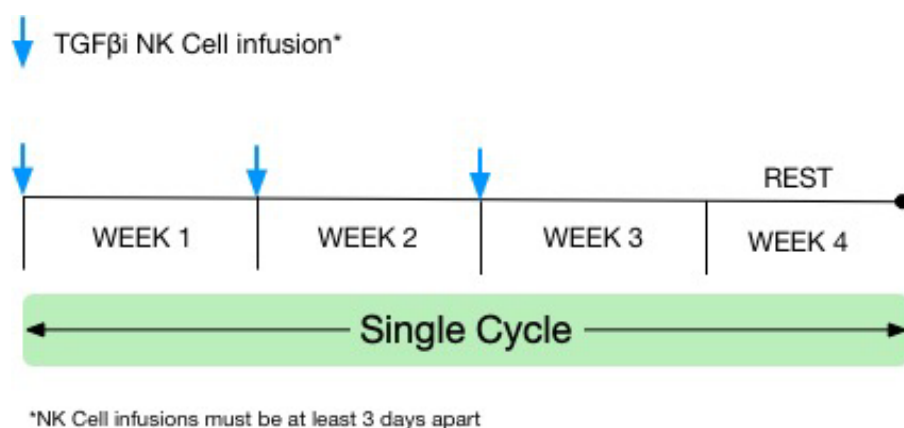 TGFβi NK Cell infusion*
REST
WEEK 1 WEEK 2 WEEK 3 WEEK 4
Single Cycle
*NK Cell infusions must be at least 3 days apart